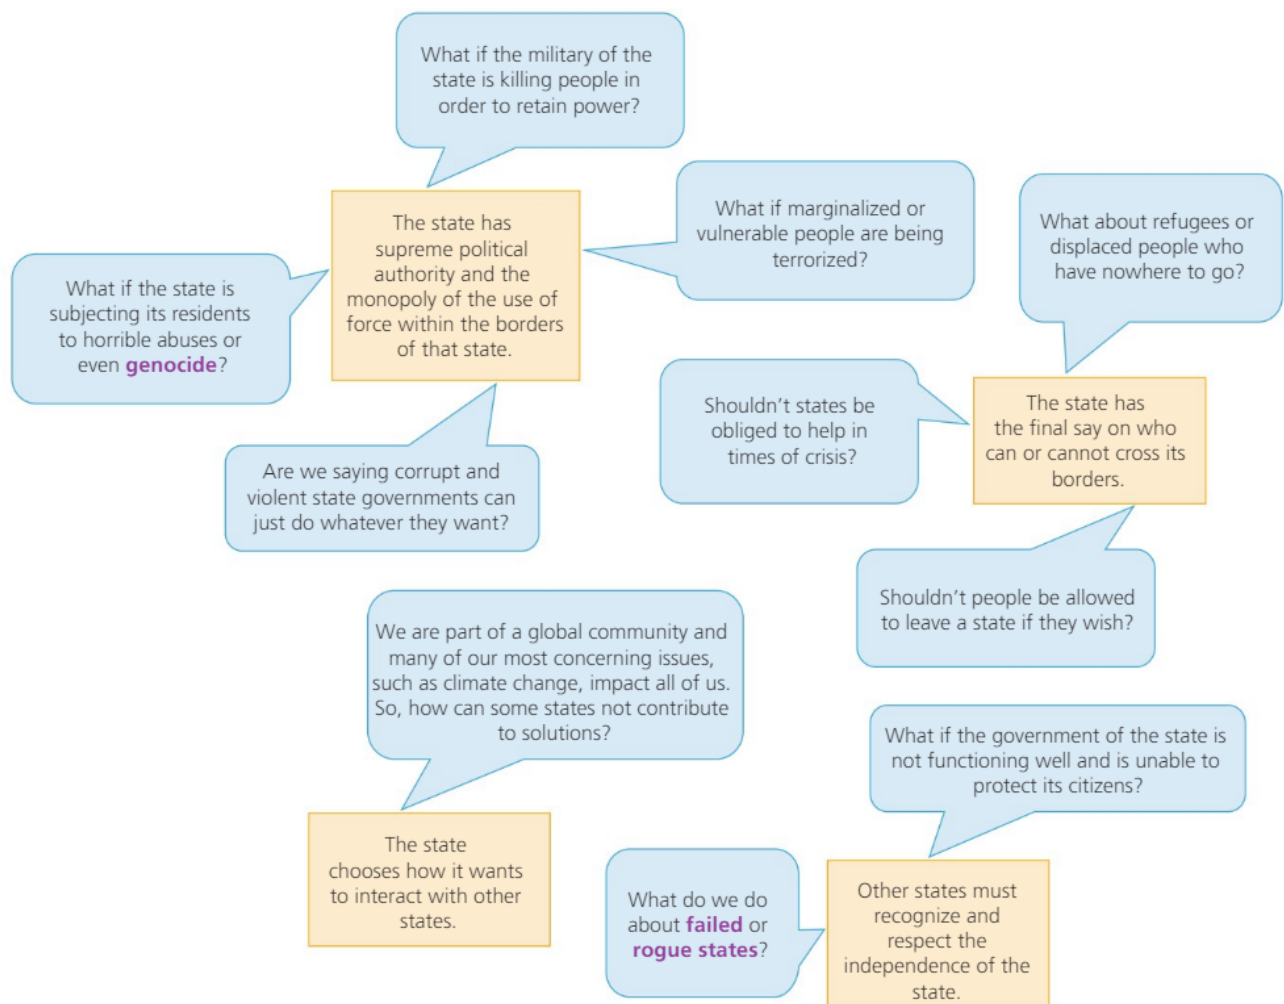 What if the military of the
state is killing people in
order to retain power?
The state has
supreme political
authority and the
monopoly of the use of
force within the borders
of that state.
What if marginalized or
vulnerable people are being
terrorized?
What about refugees or
displaced people who
have nowhere to go?
What if the state is
subjecting its residents
to horrible abuses or
even genocide?
Shouldn’t states be
obliged to help in
times of crisis?
The state has
the final say on who
can or cannot cross its
borders.
Are we saying corrupt and
violent state governments can
just do whatever they want?
Shouldn’t people be allowed
to leave a state if they wish?
We are part of a global community and
many of our most concerning issues,
such as climate change, impact all of us.
So, how can some states not contribute
to solutions?
What if the government of the state is
not functioning well and is unable to
protect its citizens?
The state
chooses how it wants
to interact with other
states.
What do we do
about failed or
rogue states?
Other states must
recognize and
respect the
independence of the
state.